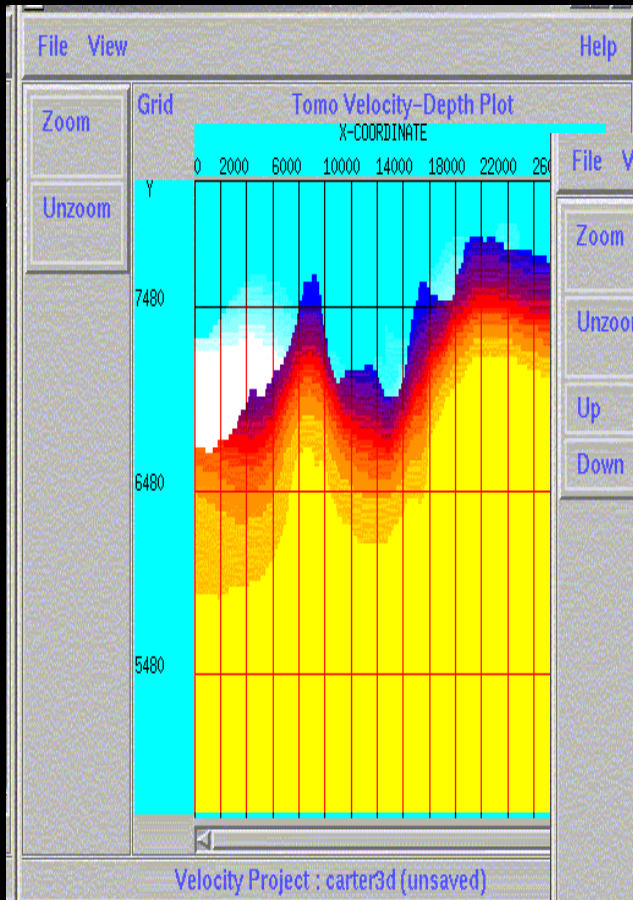 File View Help
Zoom
Unzoom
Grid
Tomo Velocity-Depth Plot
X-COORDINATE
0 2000 6000 10000 14000 18000 22000
Y
7480
6480
5480
File
Zoom
Up
Down
Velocity Project : carter3d (unsaved)